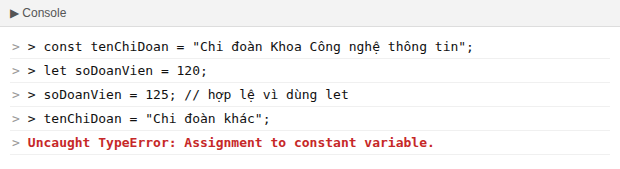 ▶ Console
> > const tenChiDoan = "Chi đoàn Khoa Công nghệ thông tin";
> > let soDoanVien = 120;
> > soDoanVien = 125; // hợp lệ vì dùng let
> > tenChiDoan = "Chi đoàn khác";
> Uncaught TypeError: Assignment to constant variable.